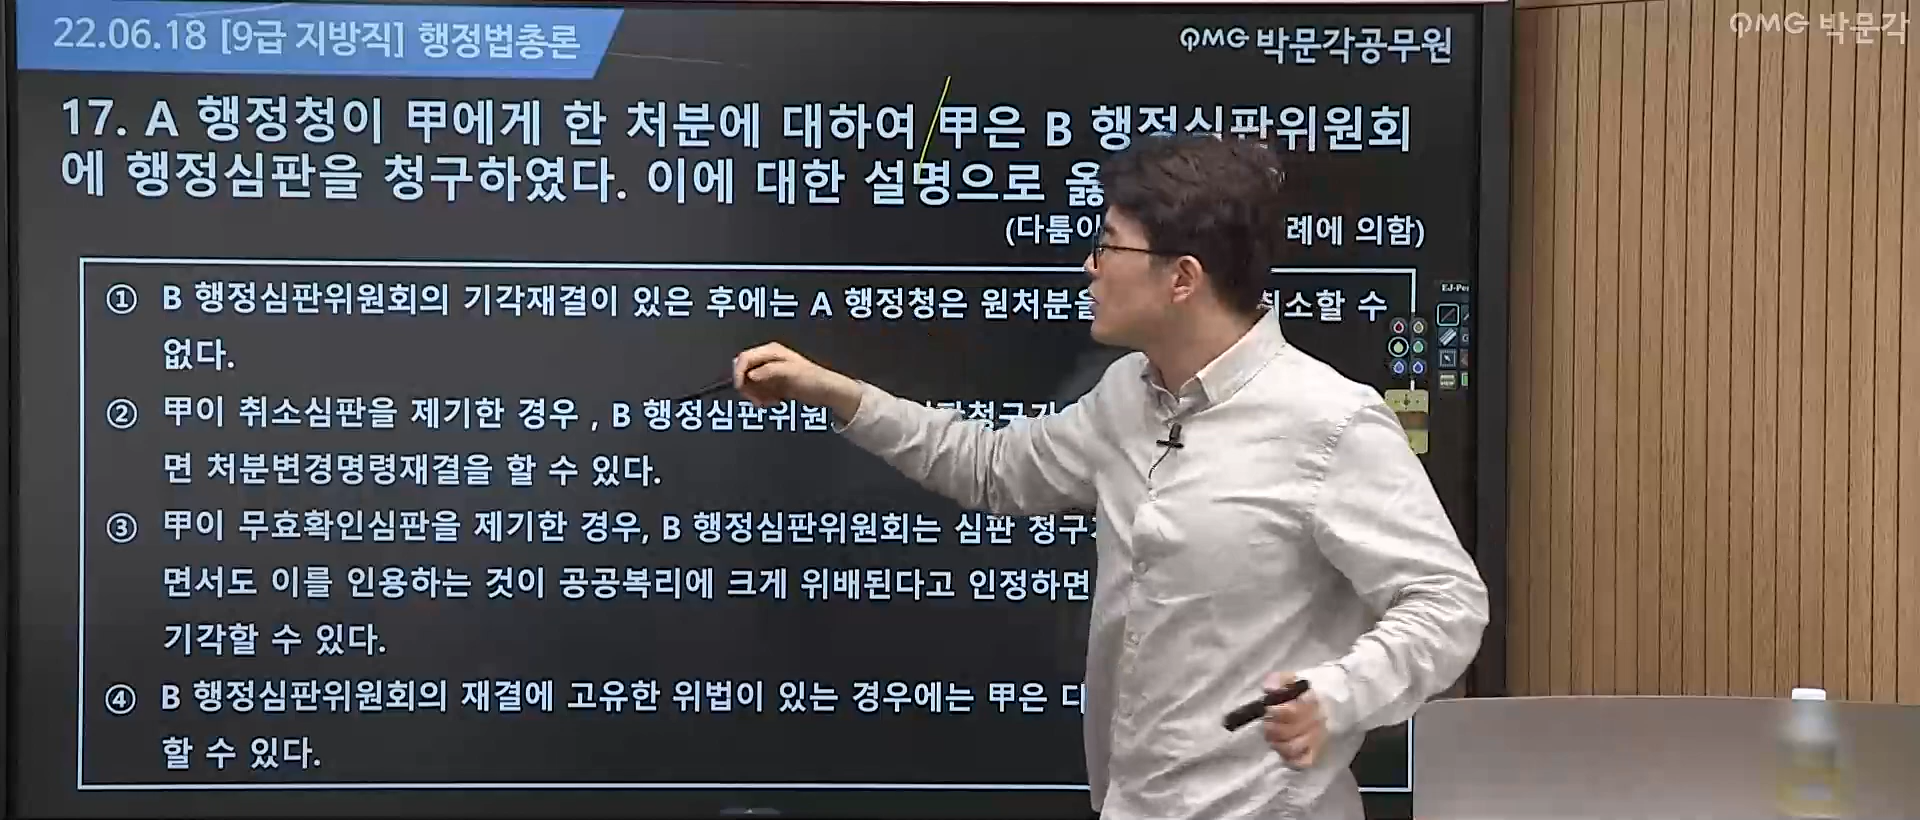 22.06.18 [9급 지방직] 행정법총론
PMG 박문각공무원
PMG 박문각
17. A 행정청이 甲에게 한 처분에 대하여 甲은 B 행정심판위원회
에 행정심판을 청구하였다. 이에 대한 설명으로 옳
(다툼이 례에 의함)
① B 행정심판위원회의 기각재결이 있은 후에는 A 행정청은 원처분을 취소할 수
없다.
② 甲이 취소심판을 제기한 경우 , B 행정심판위원 심판청구가
면 처분변경명령재결을 할 수 있다.
③ 甲이 무효확인심판을 제기한 경우, B 행정심판위원회는 심판 청구
면서도 이를 인용하는 것이 공공복리에 크게 위배된다고 인정하면
기각할 수 있다.
④ B 행정심판위원회의 재결에 고유한 위법이 있는 경우에는 甲은 다
할 수 있다.